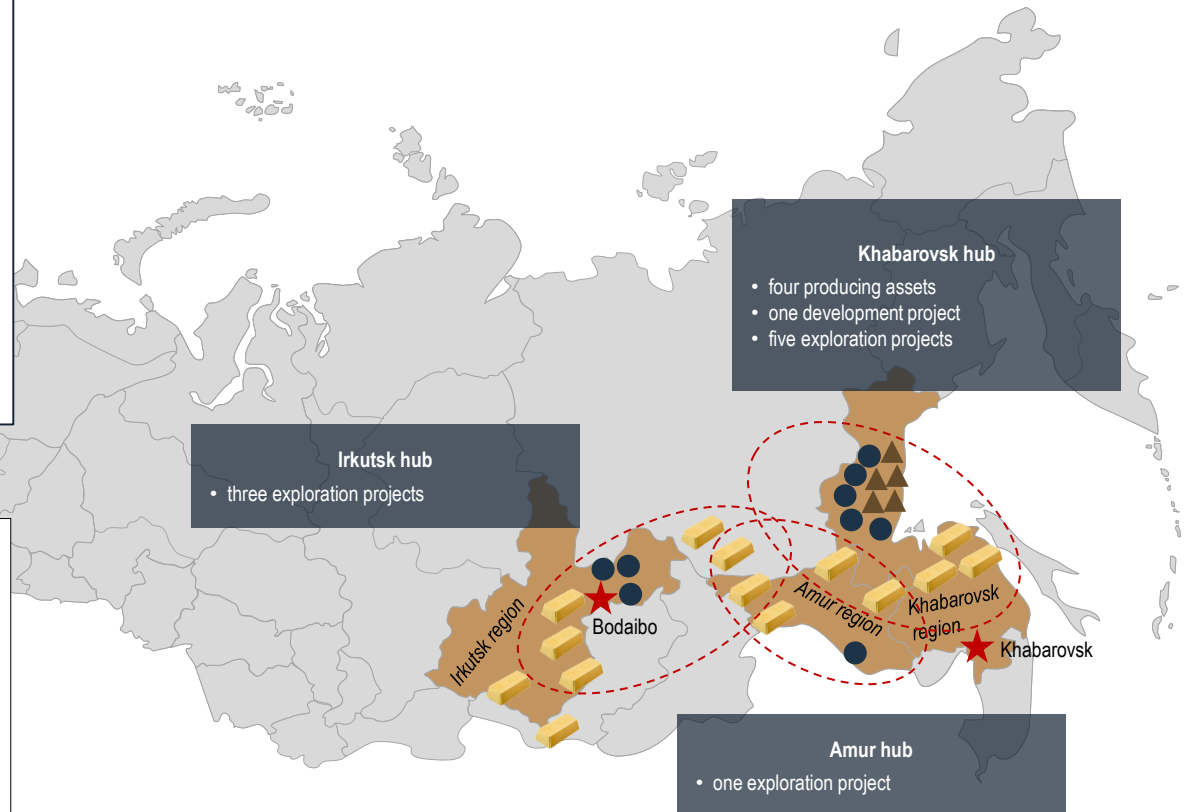 Khabarovsk hub
• four producing assets
• one development project
• five exploration projects
Irkutsk hub
• three exploration projects
Irkutsk region
Bodaibo
Amur region
Khabarovsk
region
Khabarovsk
Amur hub
• one exploration project